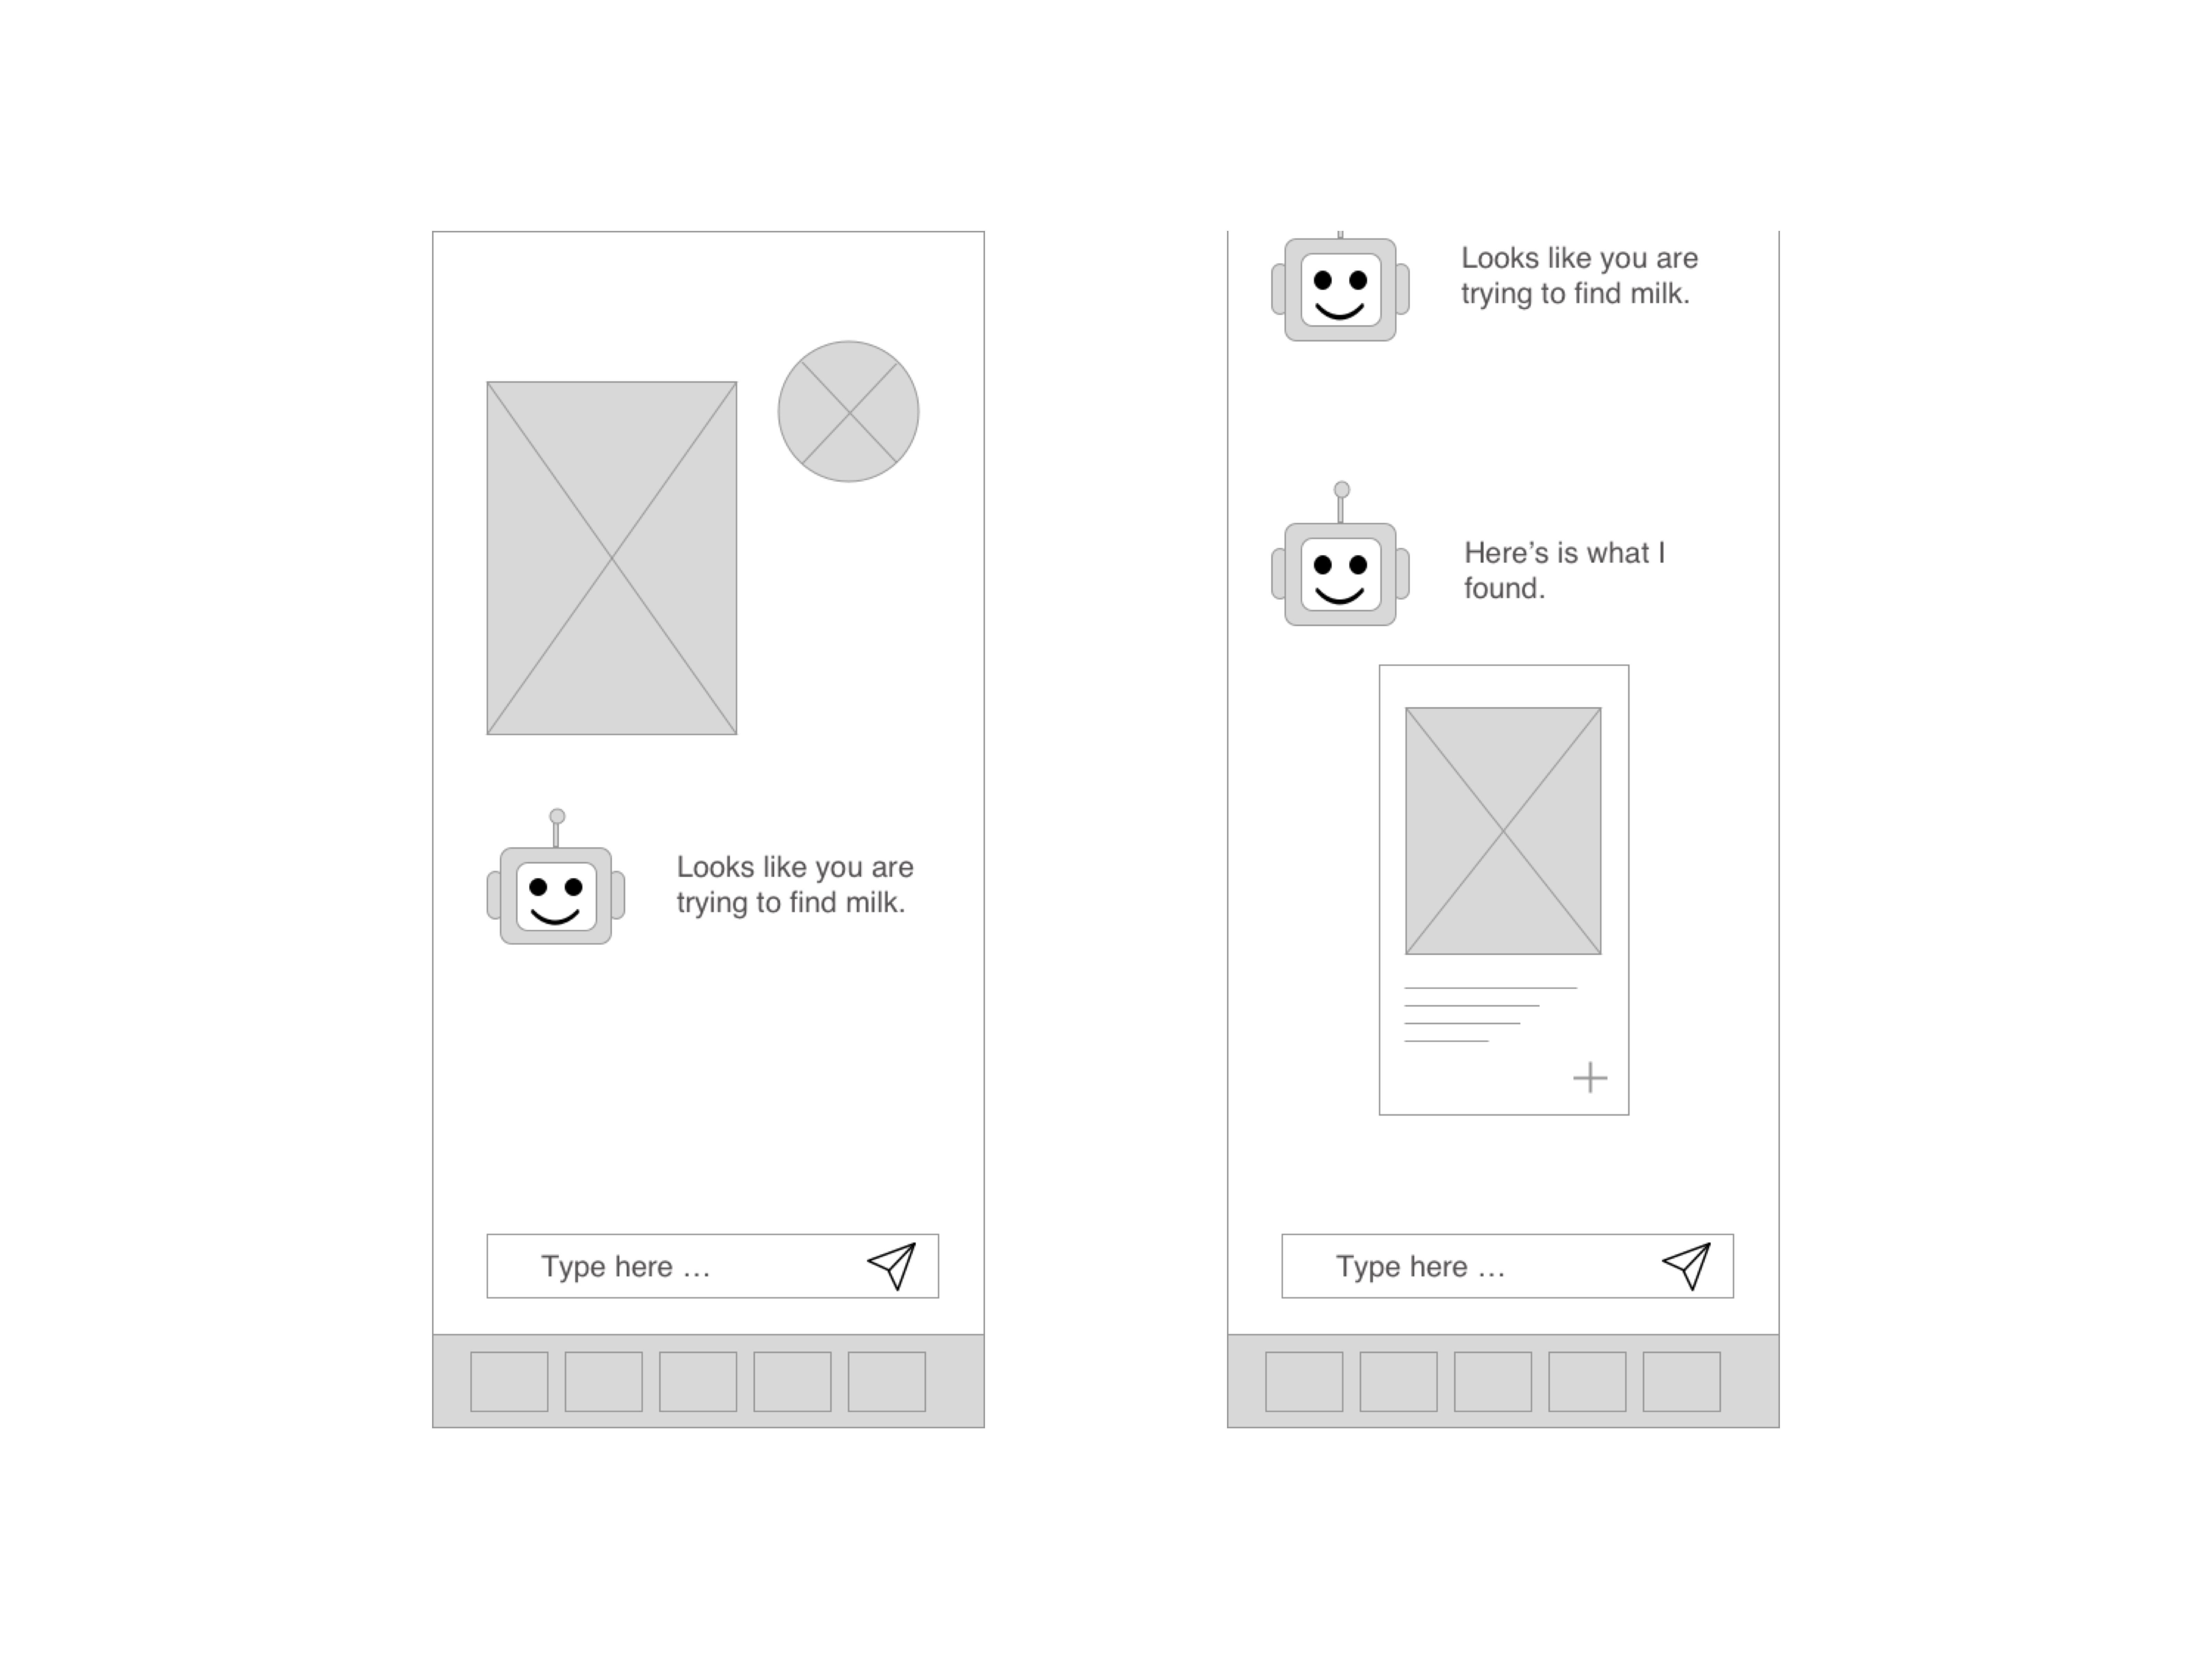 Looks like you are
trying to find milk.
Type here …
Looks like you are
trying to find milk.
Here’s is what I
found.
Type here …